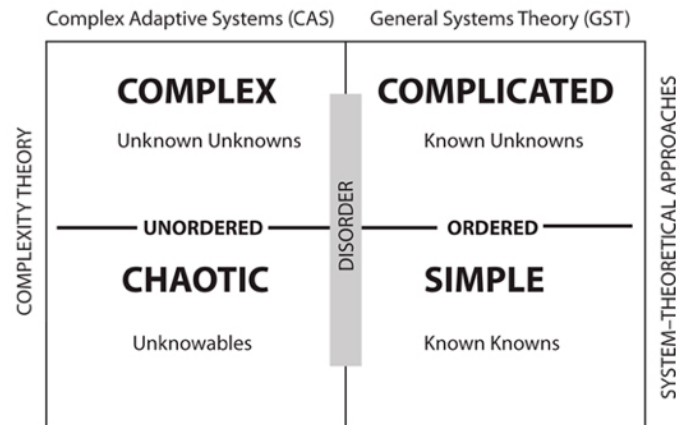 Complex Adaptive Systems (CAS)
General Systems Theory (GST)
COMPLEXITY THEORY
COMPLEX
Unknown Unknowns
COMPLICATED
Known Unknowns
UNORDERED
DISORDER
ORDERED
CHAOTIC
Unknowables
SIMPLE
Known Knowns
SYSTEM–THEORETICAL APPROACHES